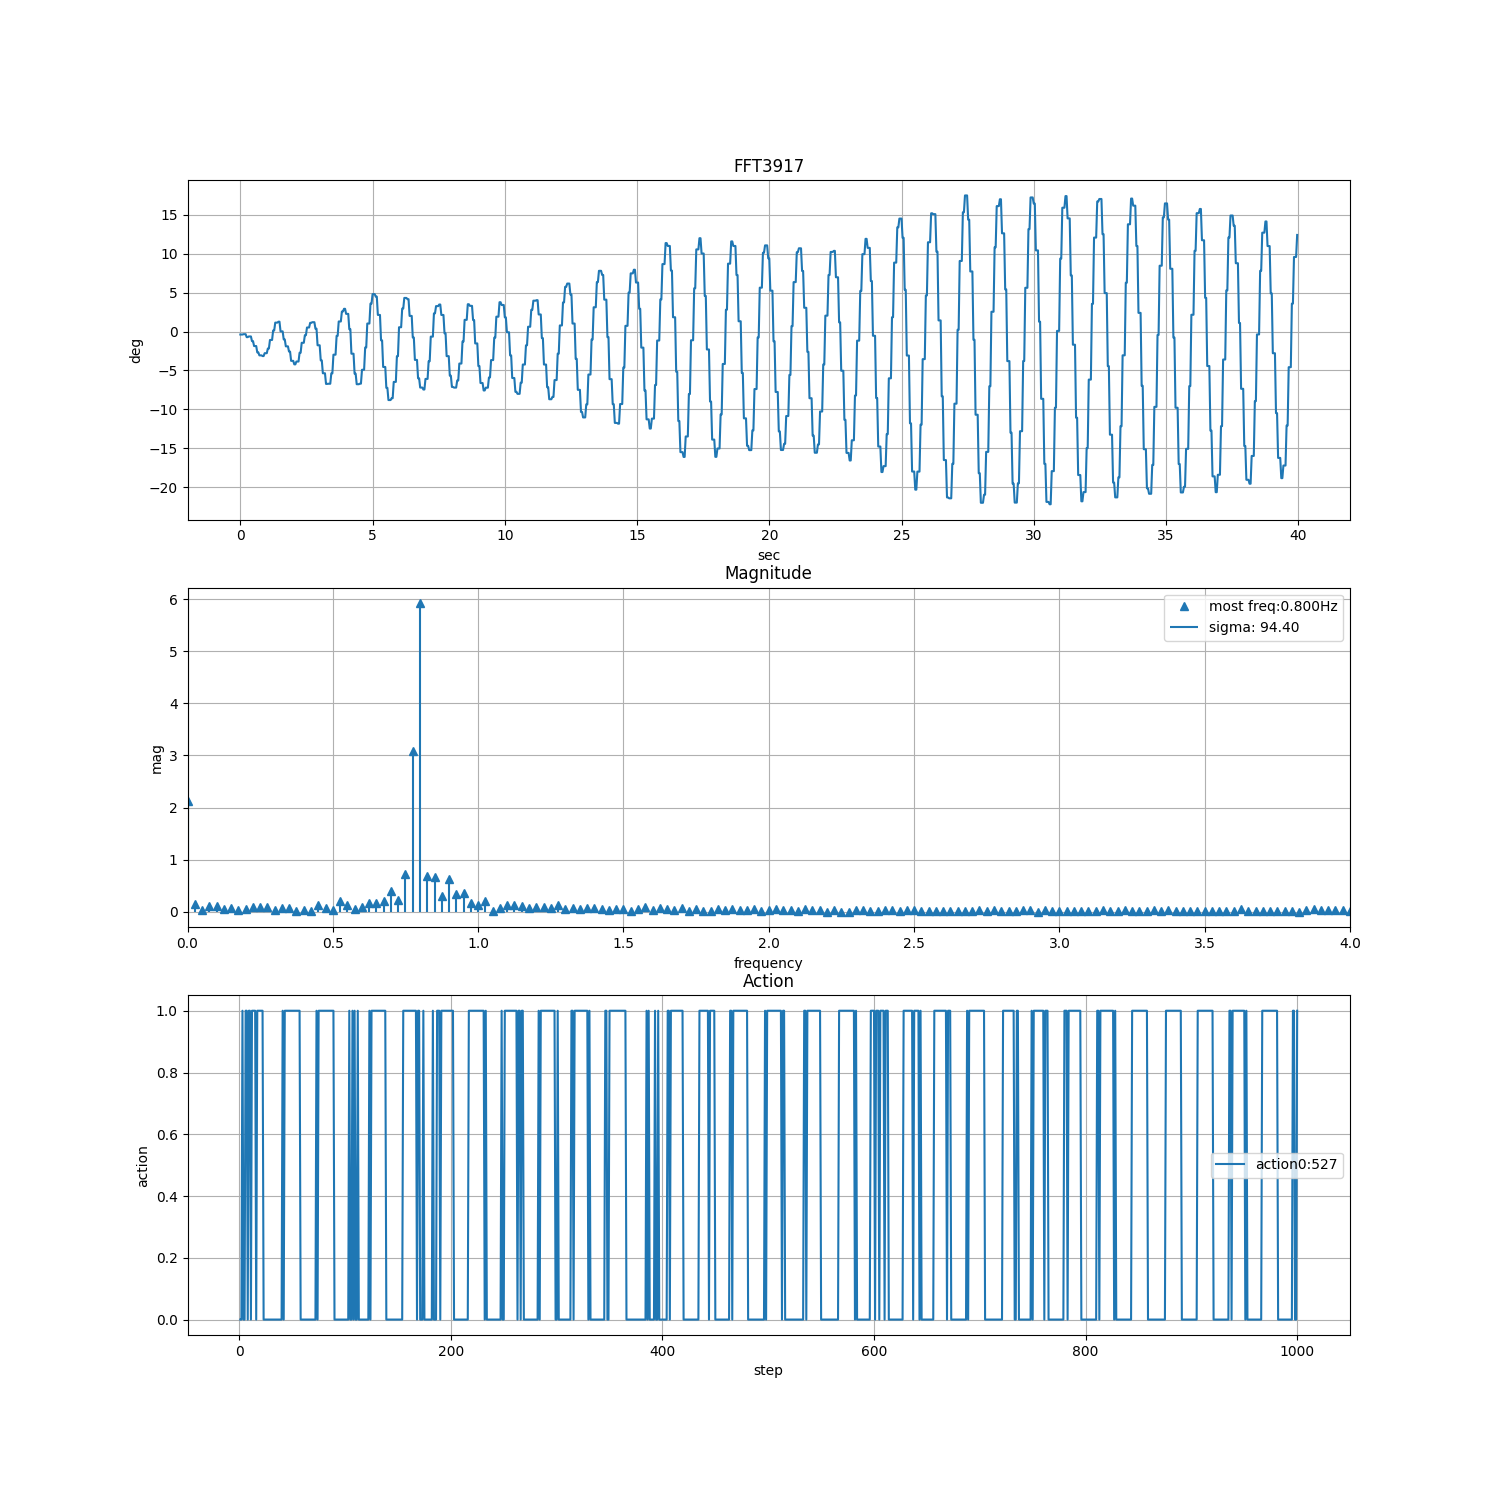 FFT3917
15
10
5
0
−5
−10
−15
−20
deg
0 5 10 15 20 25 30 35 40
sec
Magnitude
6
5
4
3
2
1
0
mag
most freq:0.800Hz
sigma: 94.40
0.0 0.5 1.0 1.5 2.0 2.5 3.0 3.5 4.0
frequency
Action
1.0
0.8
0.6
0.4
0.2
0.0
action
action0:527
0 200 400 600 800 1000
step